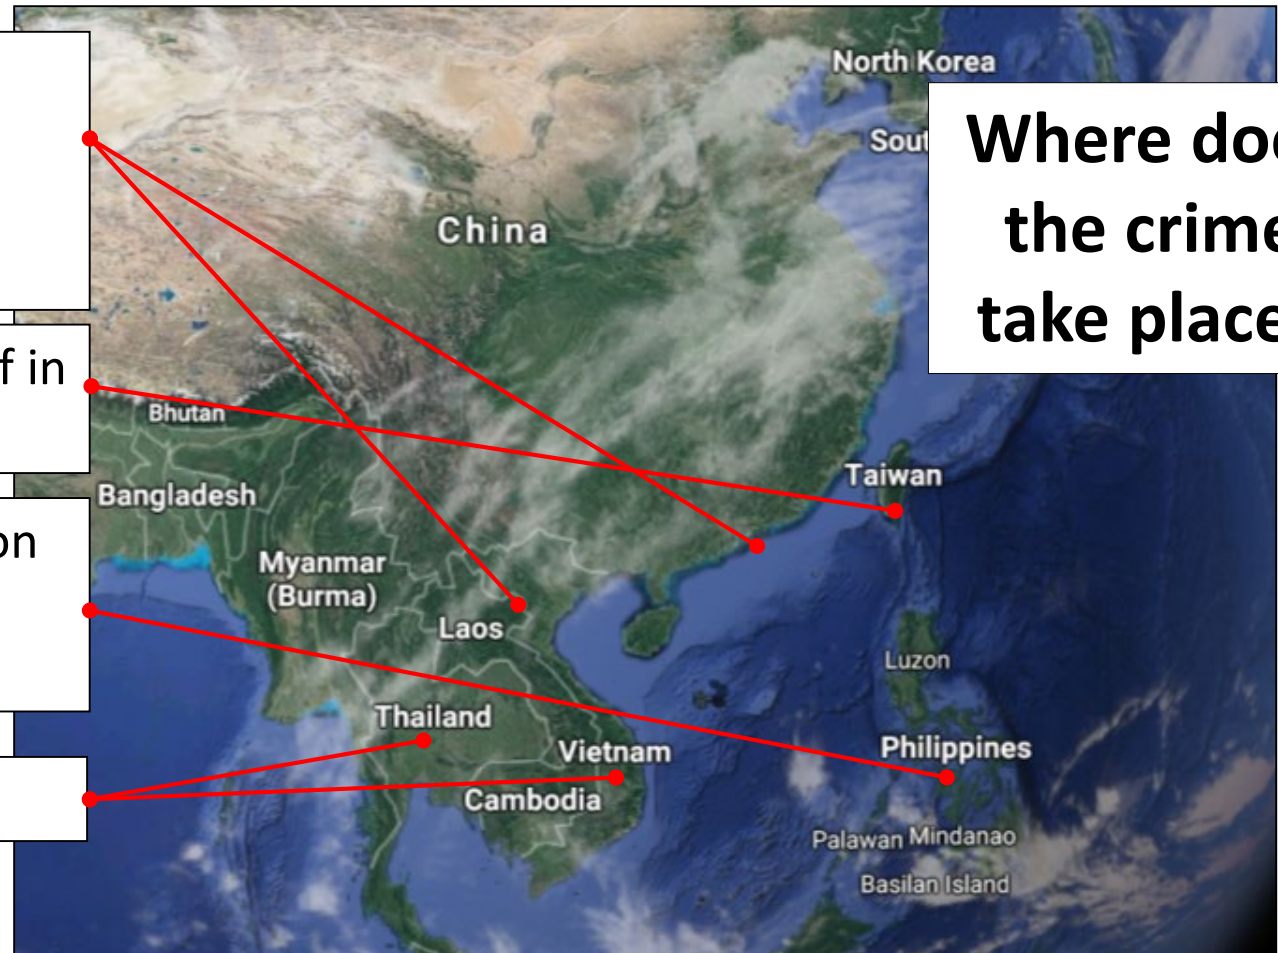 North Korea
Sout
Where doe
the crime
take place
China
f in
Bhutan
Taiwan
Bangladesh
on
Myanmar
(Burma)
Laos
Luzon
Thailand
Vietnam
Philippines
Cambodia
Palawan Mindanao
Basilan Island